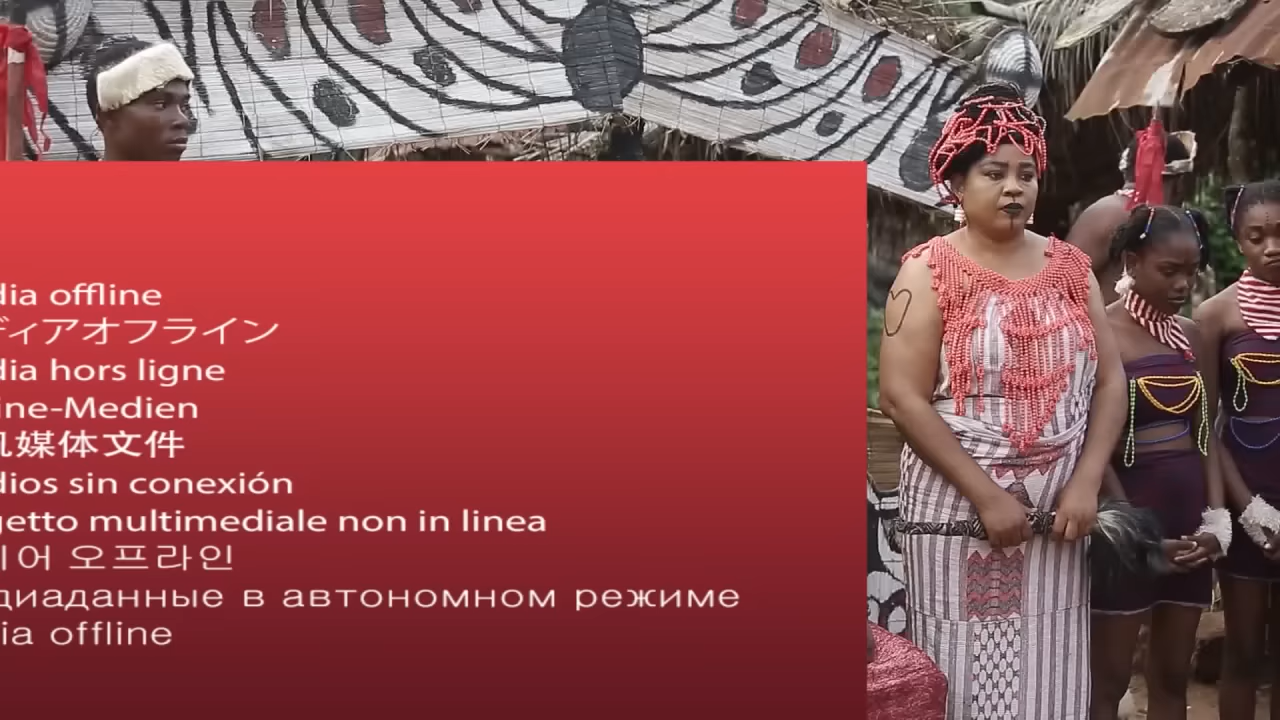 dia offline
ディアオフライン
dia hors ligne
ine-Medien
机媒体文件
dios sin conexión
getto multimediale non in linea
어 오프라인
диаданные в автономном режиме
ia offline